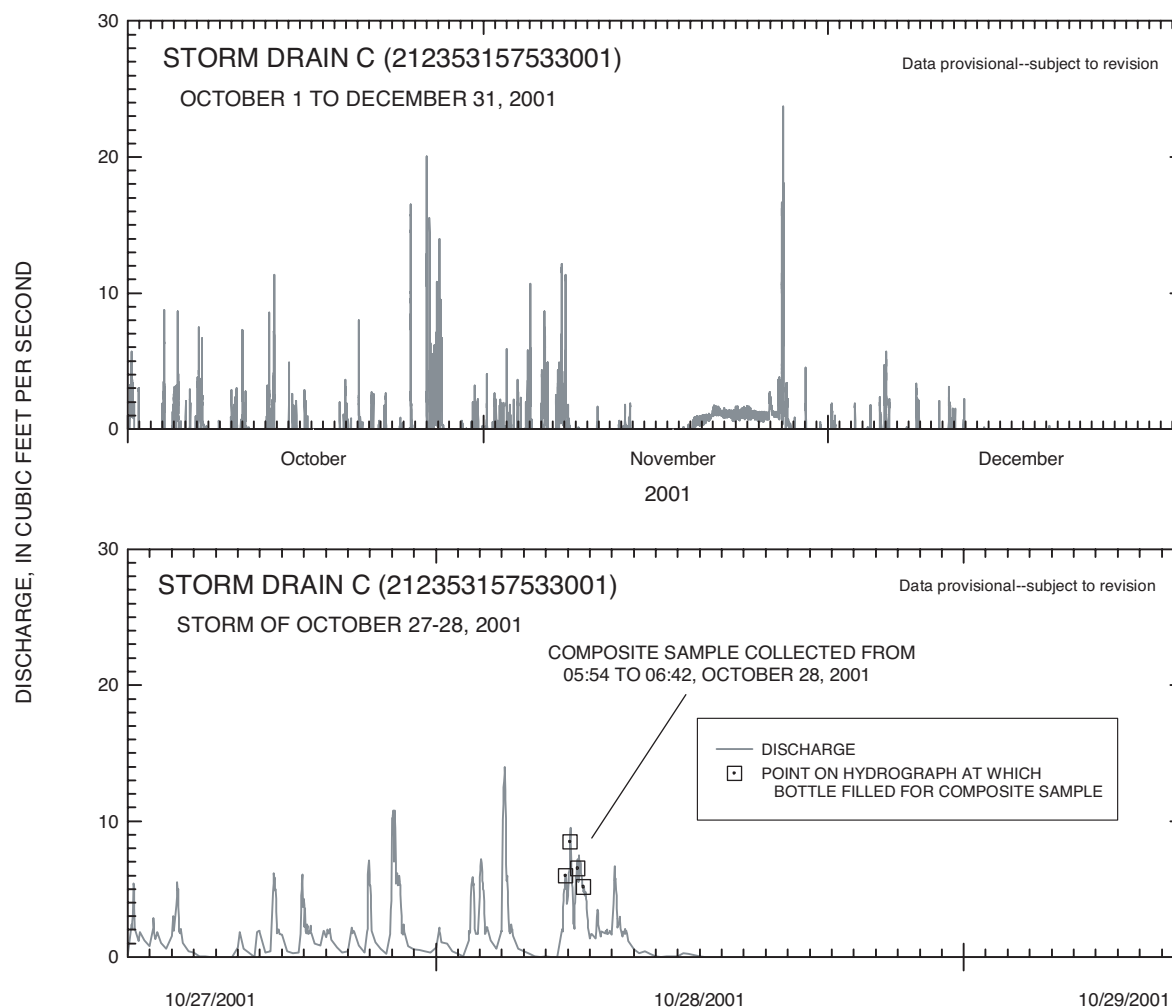 30
STORM DRAIN C (212353157533001)
Data provisional--subject to revision
OCTOBER 1 TO DECEMBER 31, 2001
20
10
0
October November December
2001
DISCHARGE, IN CUBIC FEET PER SECOND
30
STORM DRAIN C (212353157533001)
Data provisional--subject to revision
STORM OF OCTOBER 27-28, 2001
COMPOSITE SAMPLE COLLECTED FROM
05:54 TO 06:42, OCTOBER 28, 2001
20
DISCHARGE
POINT ON HYDROGRAPH AT WHICH
BOTTLE FILLED FOR COMPOSITE SAMPLE
10
0
10/27/2001 10/28/2001 10/29/2001